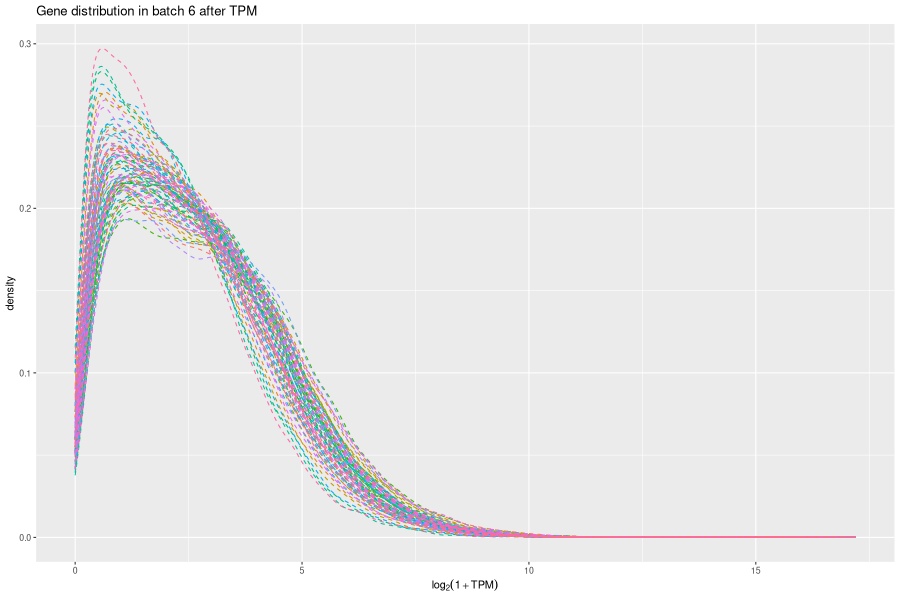 Gene distribution in batch 6 after TPM
0.3
0.2
0.1
0.0
density
0 5 10 15
log₂(1 + TPM)